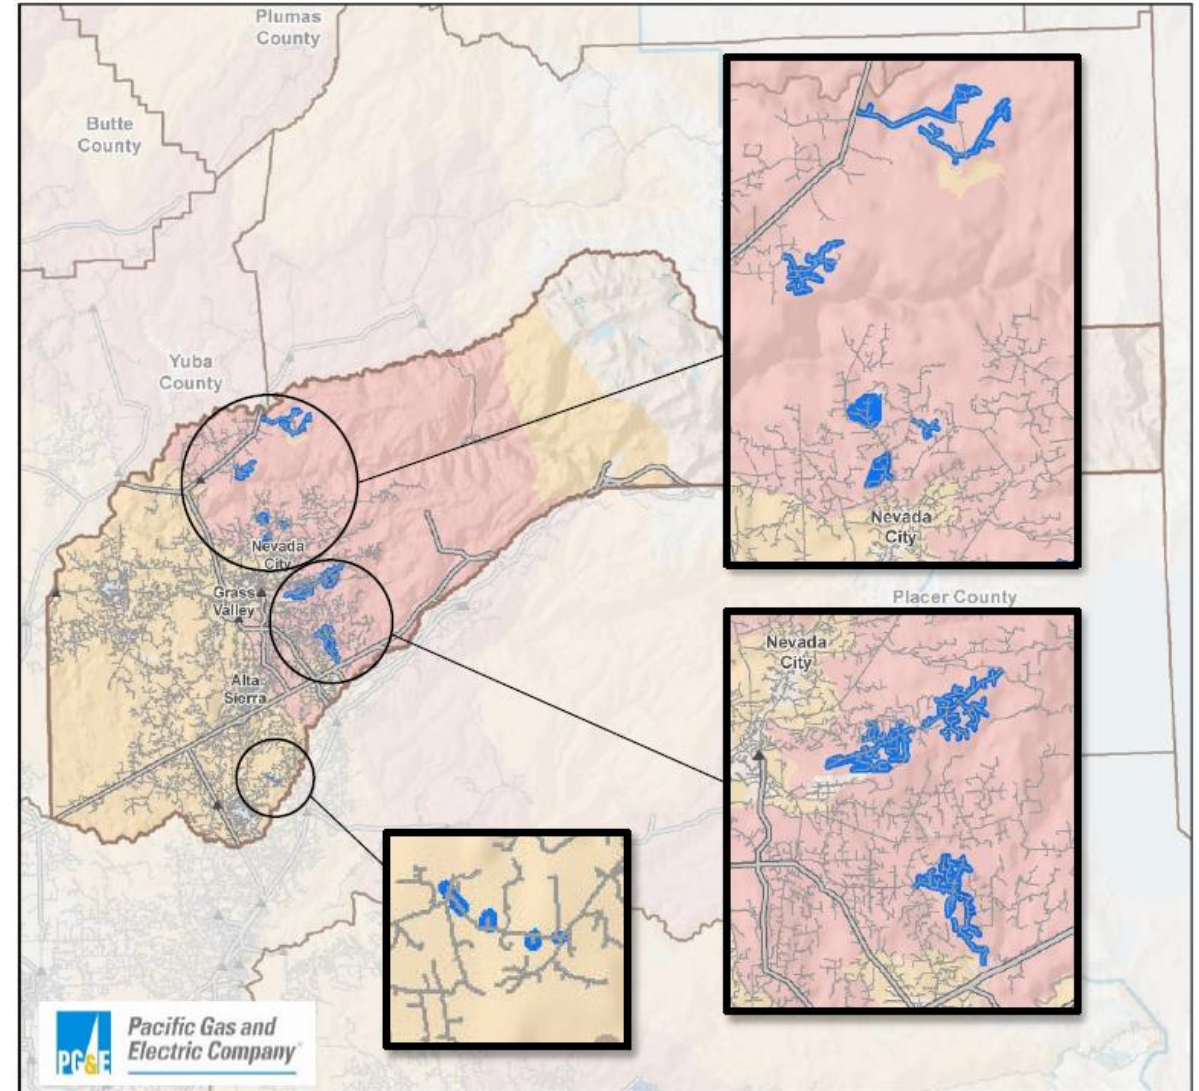 Plumas
County
Butte
County
Yuba
County
Nevada
City
Grass
Valley
Alta
Sierra
Nevada
City
Placer County
Nevada
City
PG&E
Pacific Gas and
Electric Company